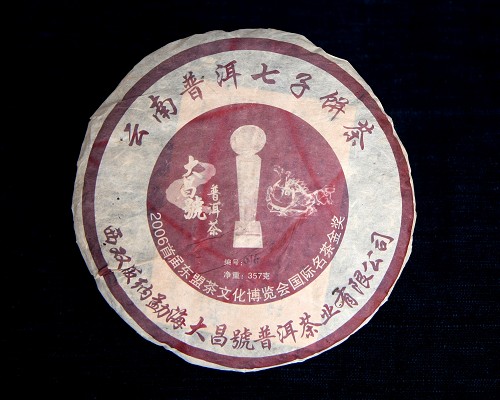 云南普洱七子饼茶
大昌號
普洱茶
编号:
净重:357克
2006首届东盟茶文化博览会国际名茶金奖
西双版纳勐海大昌號普洱茶业有限公司